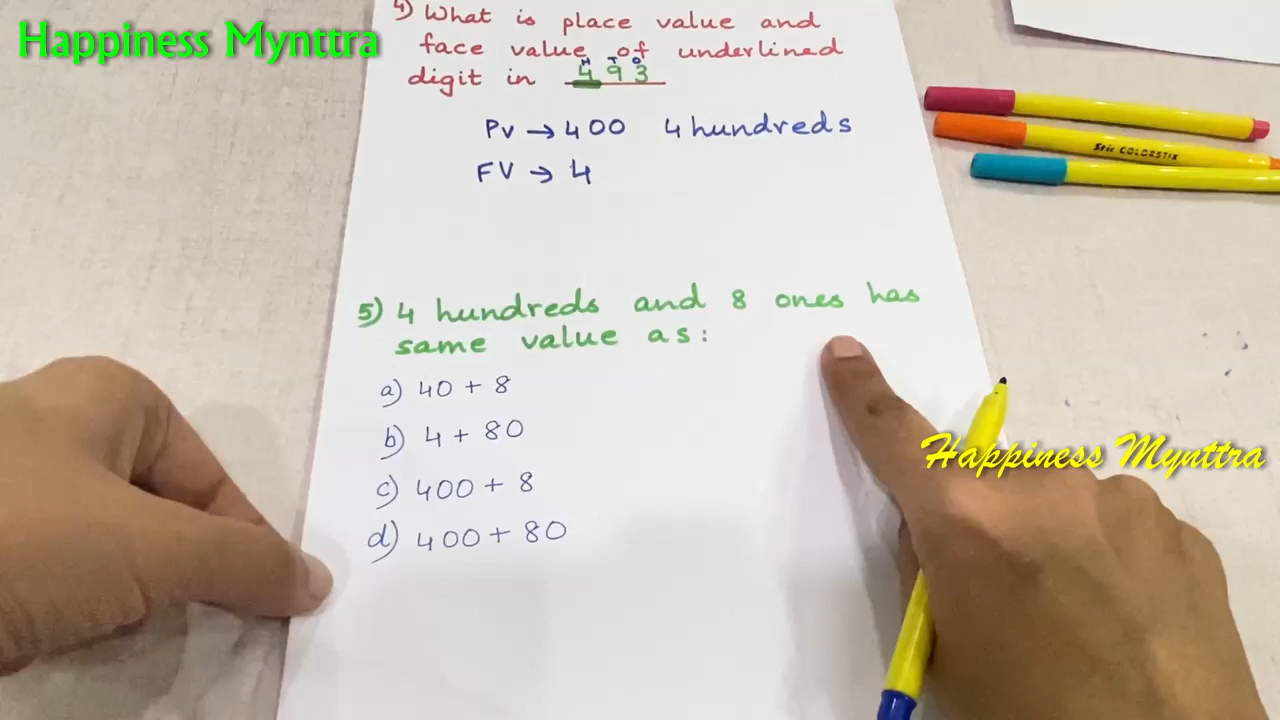 Happiness Mynttra
4) What is place value and
face value of underlined
H T O
digit in 493
Pv → 400 4 hundreds
FV → 4
5) 4 hundreds and 8 ones has
same value as:
a) 40 + 8
b) 4 + 80
c) 400 + 8
d) 400 + 80
Stic COLORSTIX
Happiness Mynttra